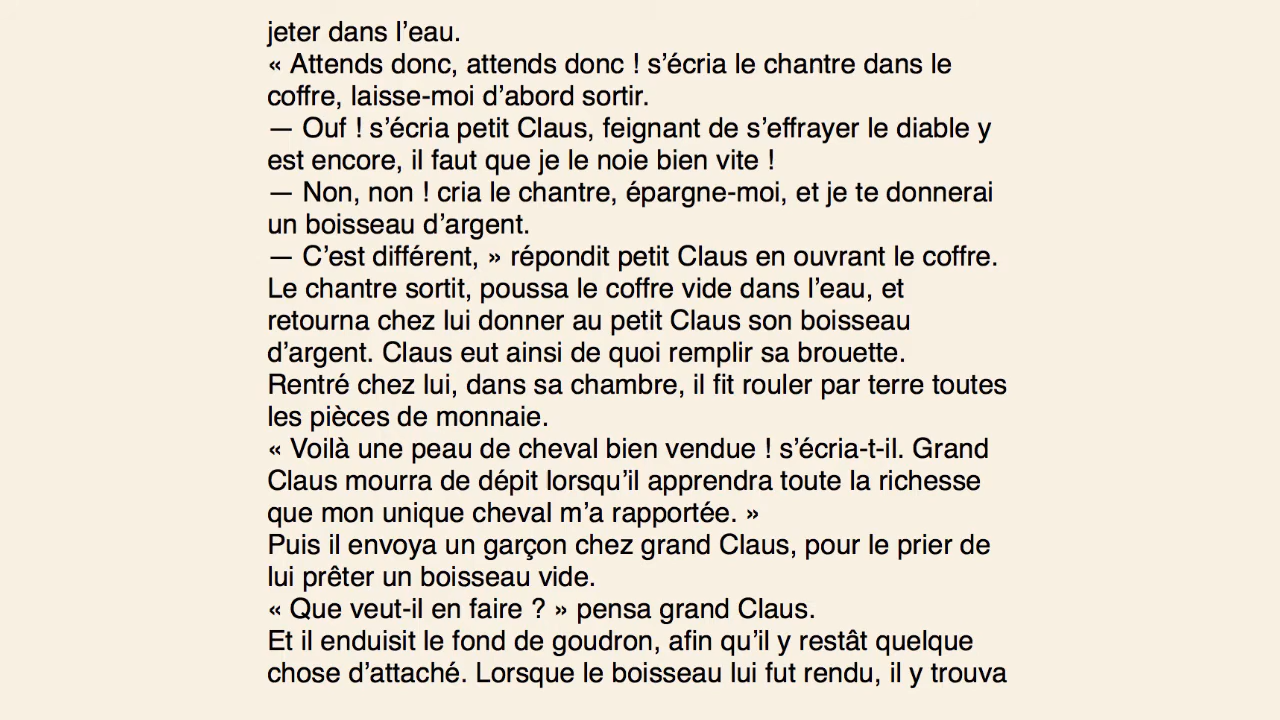 jeter dans l’eau.
« Attends donc, attends donc ! s’écria le chantre dans le
coffre, laisse-moi d’abord sortir.
— Ouf ! s’écria petit Claus, feignant de s’effrayer le diable y
est encore, il faut que je le noie bien vite !
— Non, non ! cria le chantre, épargne-moi, et je te donnerai
un boisseau d’argent.
— C’est différent, » répondit petit Claus en ouvrant le coffre.
Le chantre sortit, poussa le coffre vide dans l’eau, et
retourna chez lui donner au petit Claus son boisseau
d’argent. Claus eut ainsi de quoi remplir sa brouette.
Rentré chez lui, dans sa chambre, il fit rouler par terre toutes
les pièces de monnaie.
« Voilà une peau de cheval bien vendue ! s’écria-t-il. Grand
Claus mourra de dépit lorsqu’il apprendra toute la richesse
que mon unique cheval m’a rapportée. »
Puis il envoya un garçon chez grand Claus, pour le prier de
lui prêter un boisseau vide.
« Que veut-il en faire ? » pensa grand Claus.
Et il enduisit le fond de goudron, afin qu’il y restât quelque
chose d’attaché. Lorsque le boisseau lui fut rendu, il y trouva